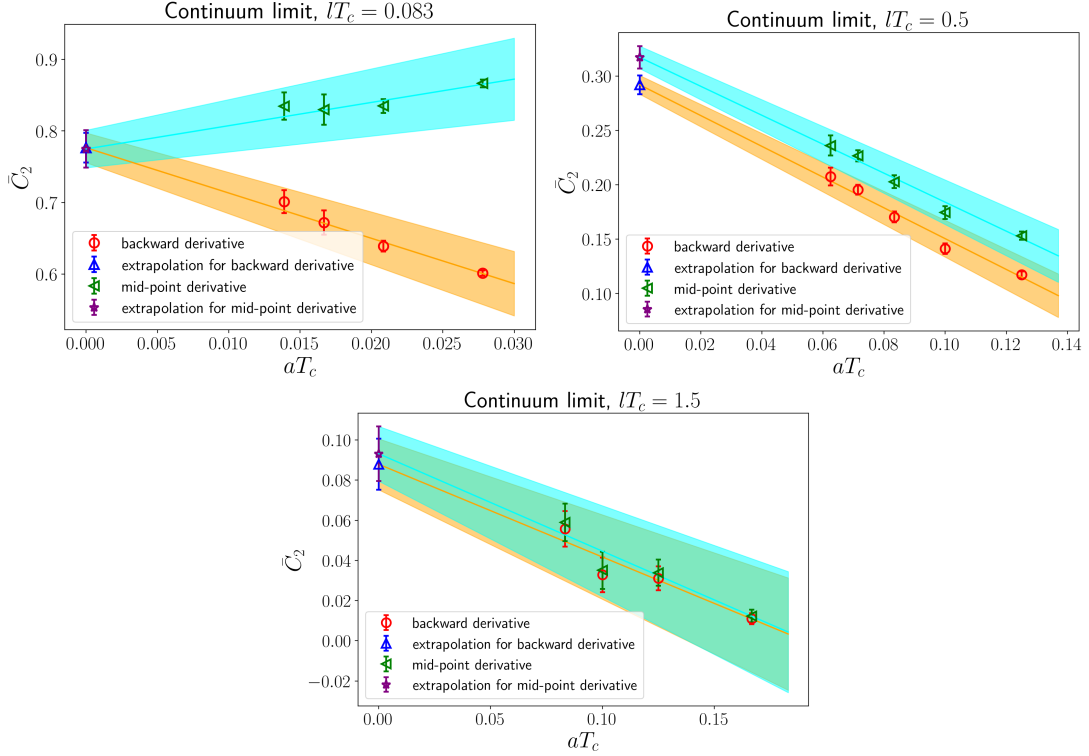 Continuum limit, lT_c = 0.083
C̄_2
0.9
0.8
0.7
0.6
backward derivative
extrapolation for backward derivative
mid-point derivative
extrapolation for mid-point derivative
0.000 0.005 0.010 0.015 0.020 0.025 0.030
aT_c
Continuum limit, lT_c = 0.5
C̄_2
0.30
0.25
0.20
0.15
0.10
backward derivative
extrapolation for backward derivative
mid-point derivative
extrapolation for mid-point derivative
0.00 0.02 0.04 0.06 0.08 0.10 0.12 0.14
aT_c
Continuum limit, lT_c = 1.5
C̄_2
0.10
0.08
0.06
0.04
0.02
0.00
−0.02
backward derivative
extrapolation for backward derivative
mid-point derivative
extrapolation for mid-point derivative
0.00 0.05 0.10 0.15
aT_c